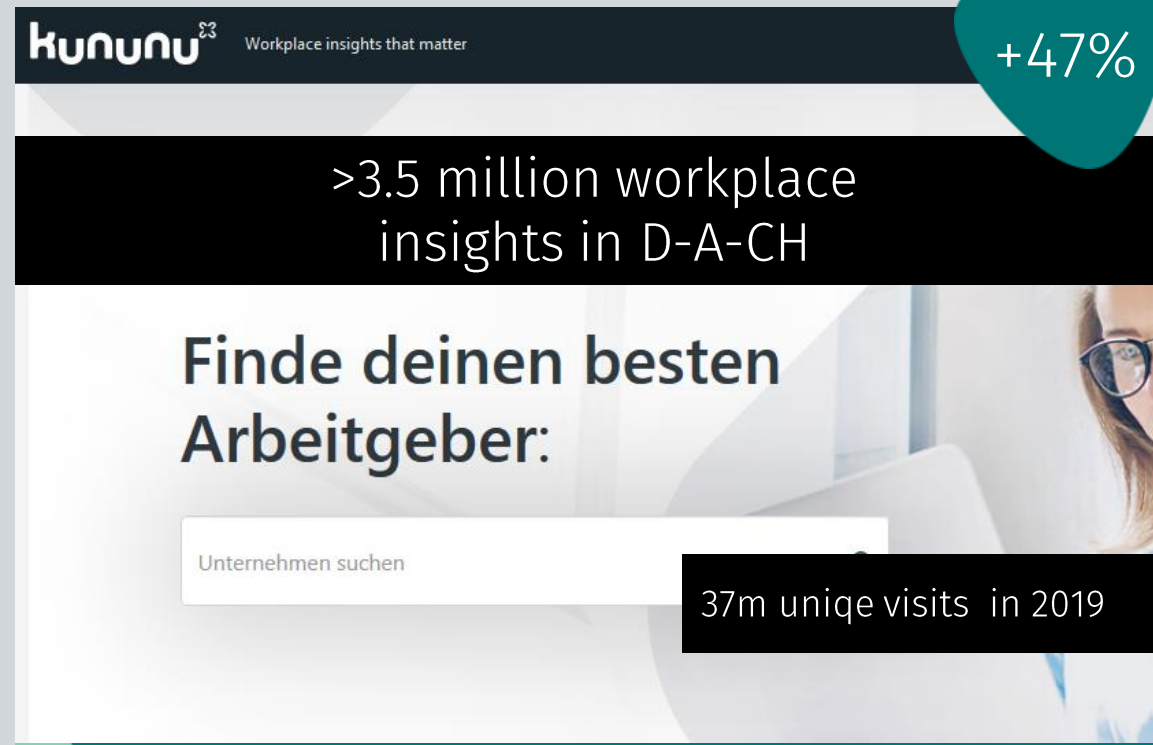 kununu
Workplace insights that matter
+47%
>3.5 million workplace
insights in D-A-CH
Finde deinen besten
Arbeitgeber:
Unternehmen suchen
37m uniqe visits in 2019